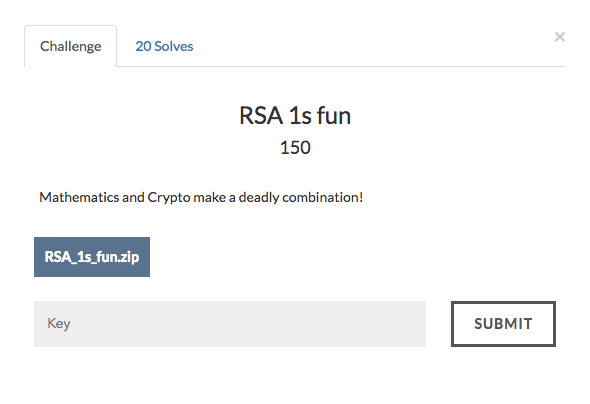 Challenge
20 Solves
×
RSA 1s fun
150
Mathematics and Crypto make a deadly combination!
RSA_1s_fun.zip
Key
SUBMIT